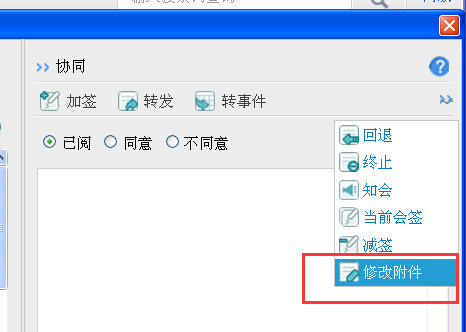 协同
加签 转发 转事件
已阅 同意 不同意
回退
终止
知会
当前会签
减签
修改附件